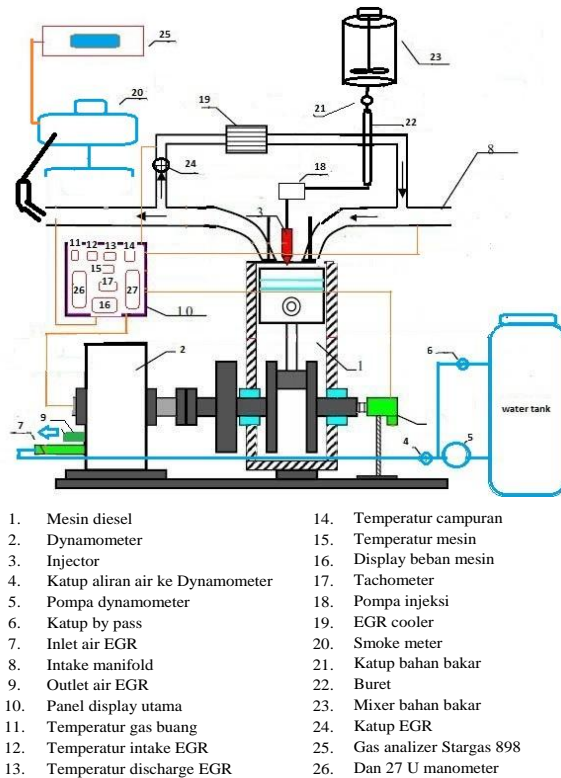 25
20
19
18
23
21
22
24
8
3
11 12 13 14
15
17
26
27
16
10
2
1
9
7
6
4
5
water tank
1. Mesin diesel
2. Dynamometer
3. Injector
4. Katup aliran air ke Dynamometer
5. Pompa dynamometer
6. Katup by pass
7. Inlet air EGR
8. Intake manifold
9. Outlet air EGR
10. Panel display utama
11. Temperatur gas buang
12. Temperatur intake EGR
13. Temperatur discharge EGR
14. Temperatur campuran
15. Temperatur mesin
16. Display beban mesin
17. Tachometer
18. Pompa injeksi
19. EGR cooler
20. Smoke meter
21. Katup bahan bakar
22. Buret
23. Mixer bahan bakar
24. Katup EGR
25. Gas analizer Stargas 898
26. Dan 27 U manometer